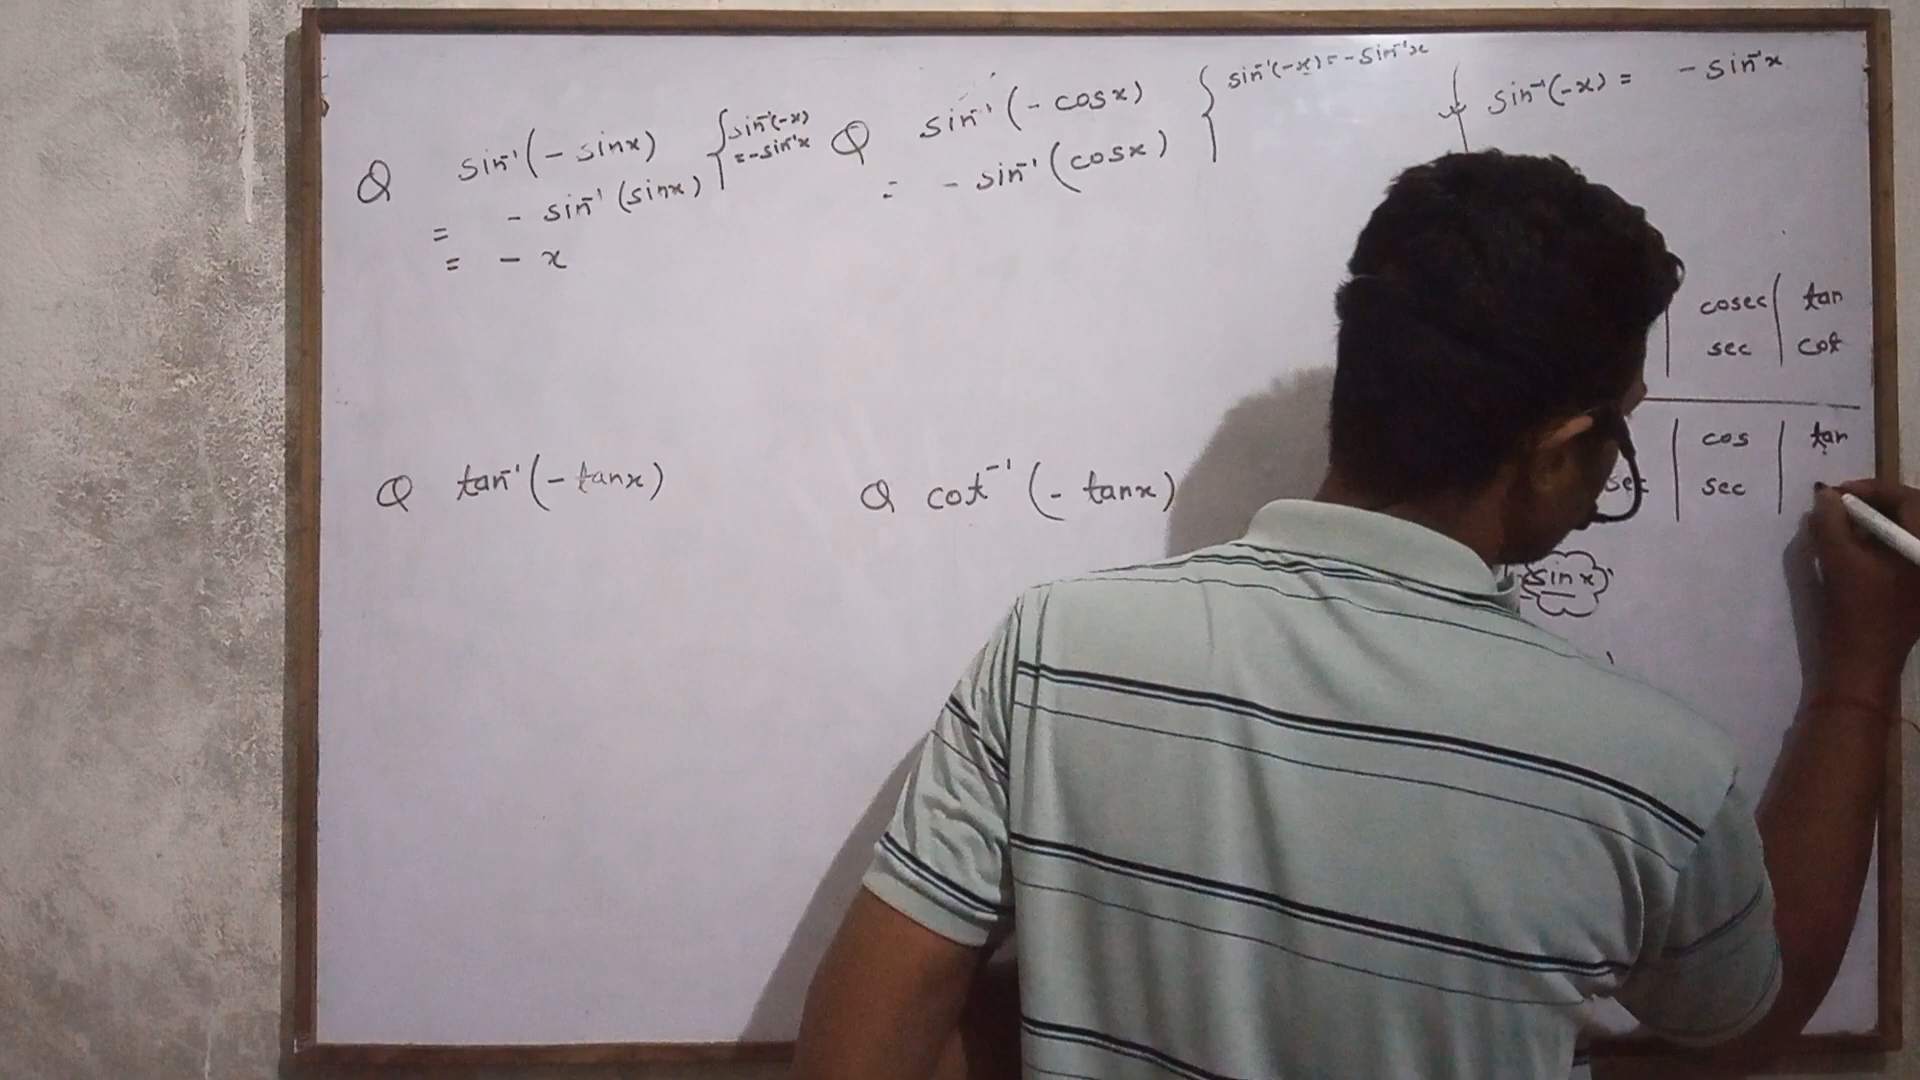 Q sin⁻¹(- sinx) { sin⁻¹(-x) = -sin⁻¹x
= - sin⁻¹(sinx)
= - x
Q sin⁻¹(- cosx) { sin⁻¹(-x) = -sin⁻¹x
= - sin⁻¹(cosx)
sin⁻¹(-x) = - sin⁻¹x
cosec | tan
sec | cot
cos | tan
sec | sec |
Q tan⁻¹(- tanx)
Q cot⁻¹(- tanx)
sinx